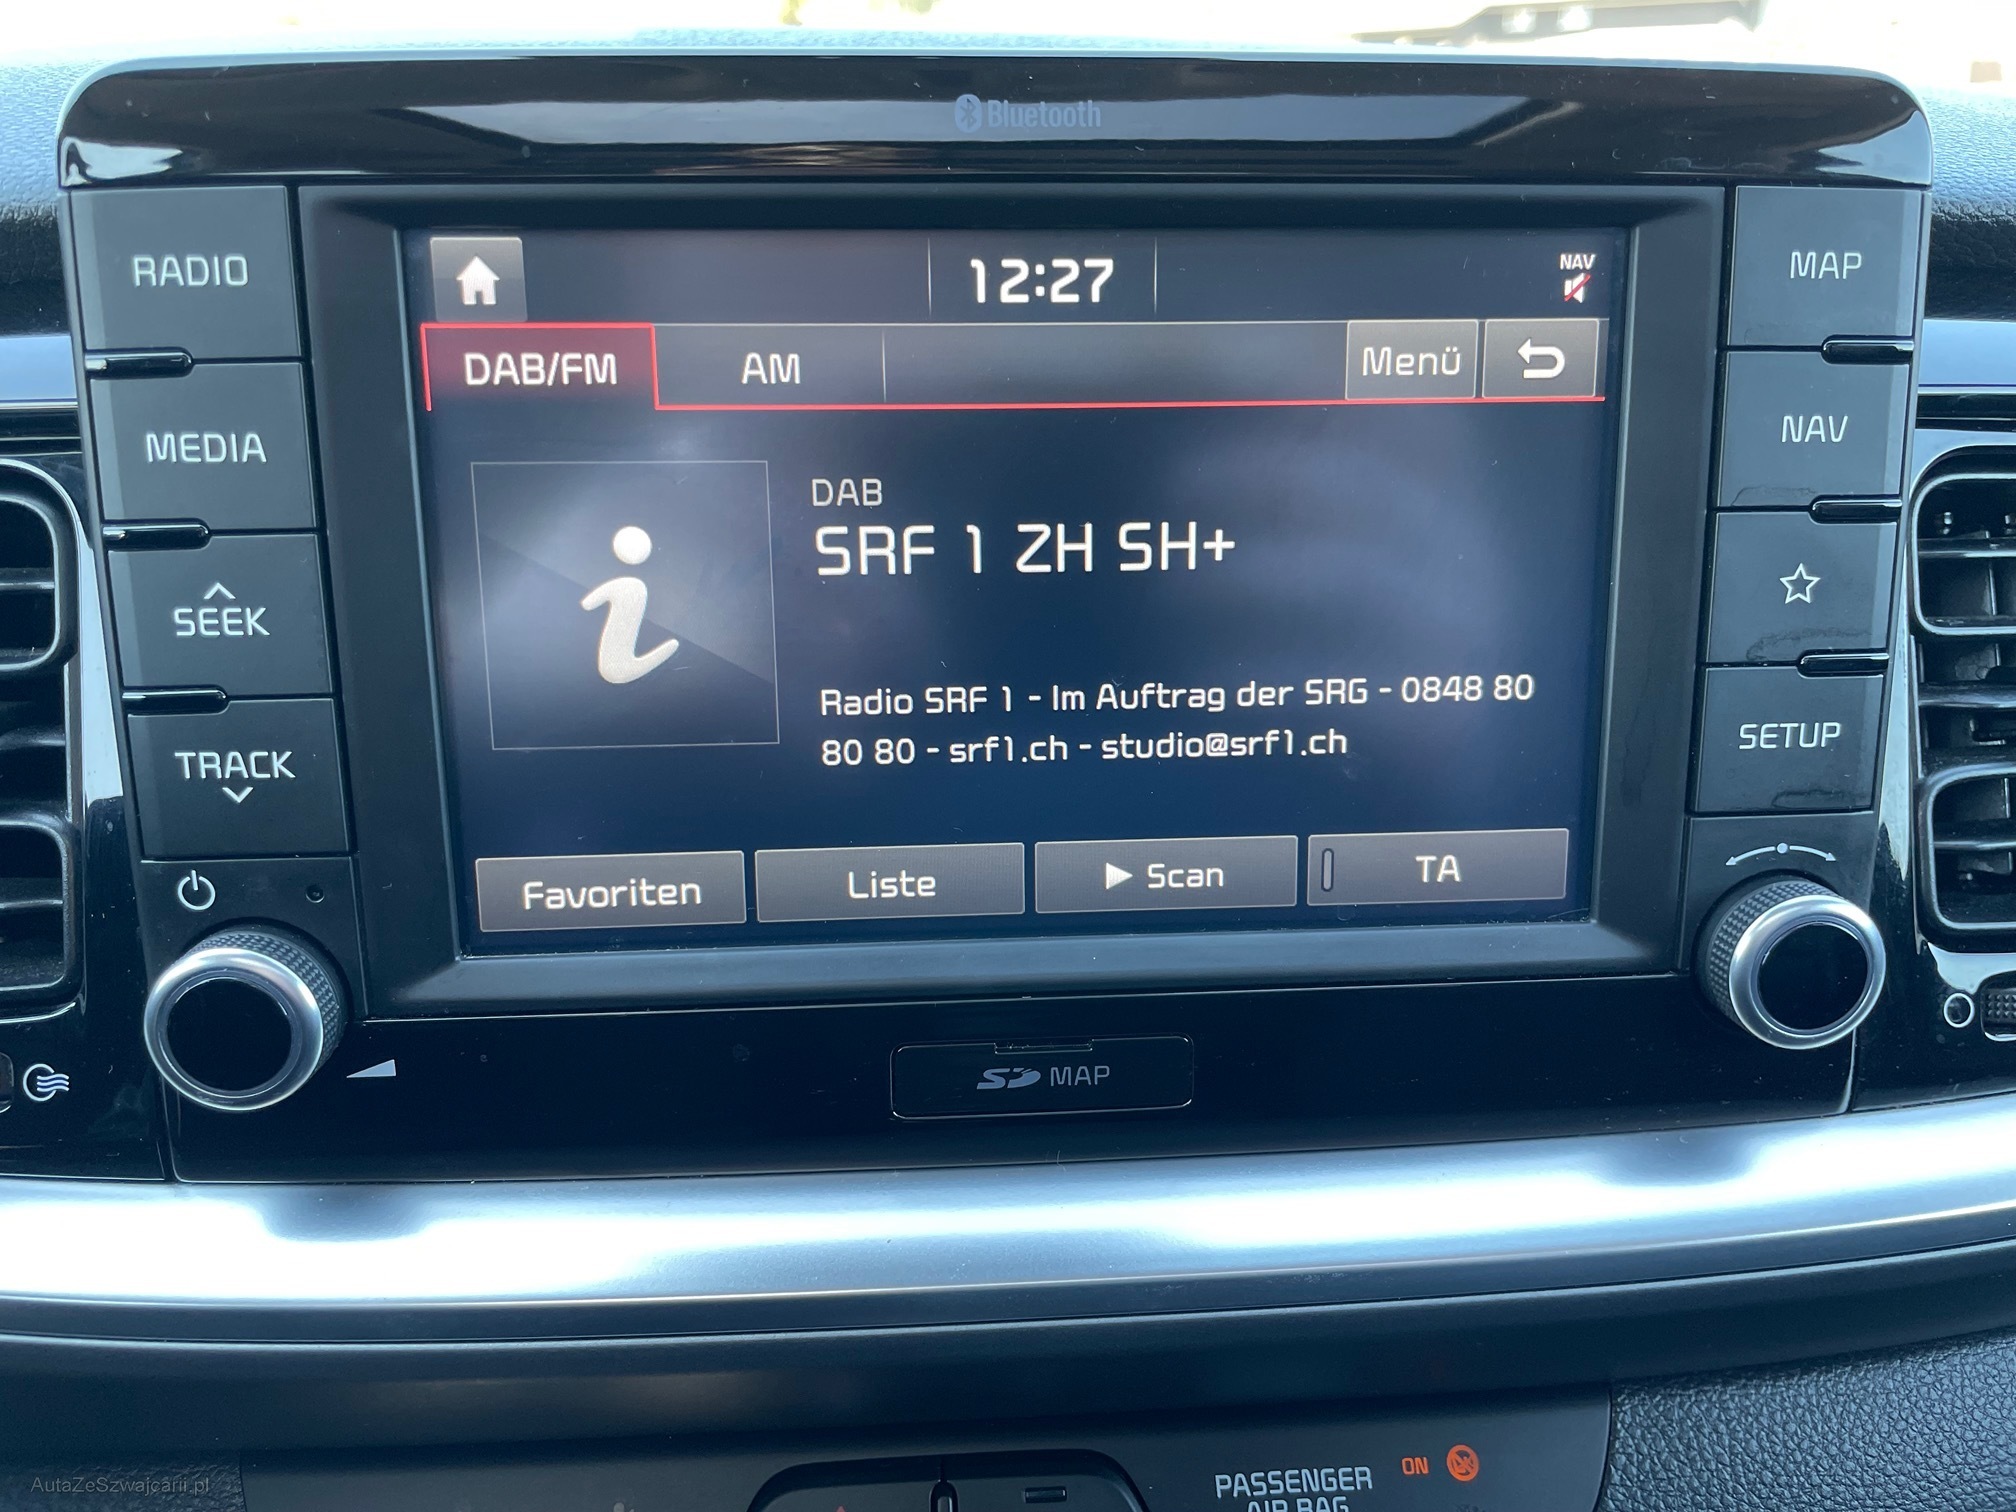 Bluetooth
RADIO
MEDIA
SEEK
TRACK
12:27
NAV
DAB/FM
AM
Menü
DAB
SRF 1 ZH SH+
Radio SRF 1 - Im Auftrag der SRG - 0848 80
80 80 - srf1.ch - studio@srf1.ch
Favoriten
Liste
Scan
TA
MAP
NAV
SETUP
SD MAP
PASSENGER
AIR BAG
ON
AutaZeSzwajcarii.pl